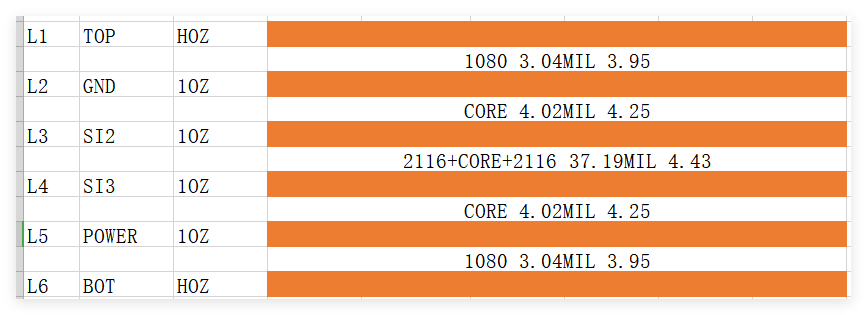 L1 TOP HOZ
1080 3.04MIL 3.95
L2 GND 1OZ
CORE 4.02MIL 4.25
L3 SI2 1OZ
2116+CORE+2116 37.19MIL 4.43
L4 SI3 1OZ
CORE 4.02MIL 4.25
L5 POWER 1OZ
1080 3.04MIL 3.95
L6 BOT HOZ